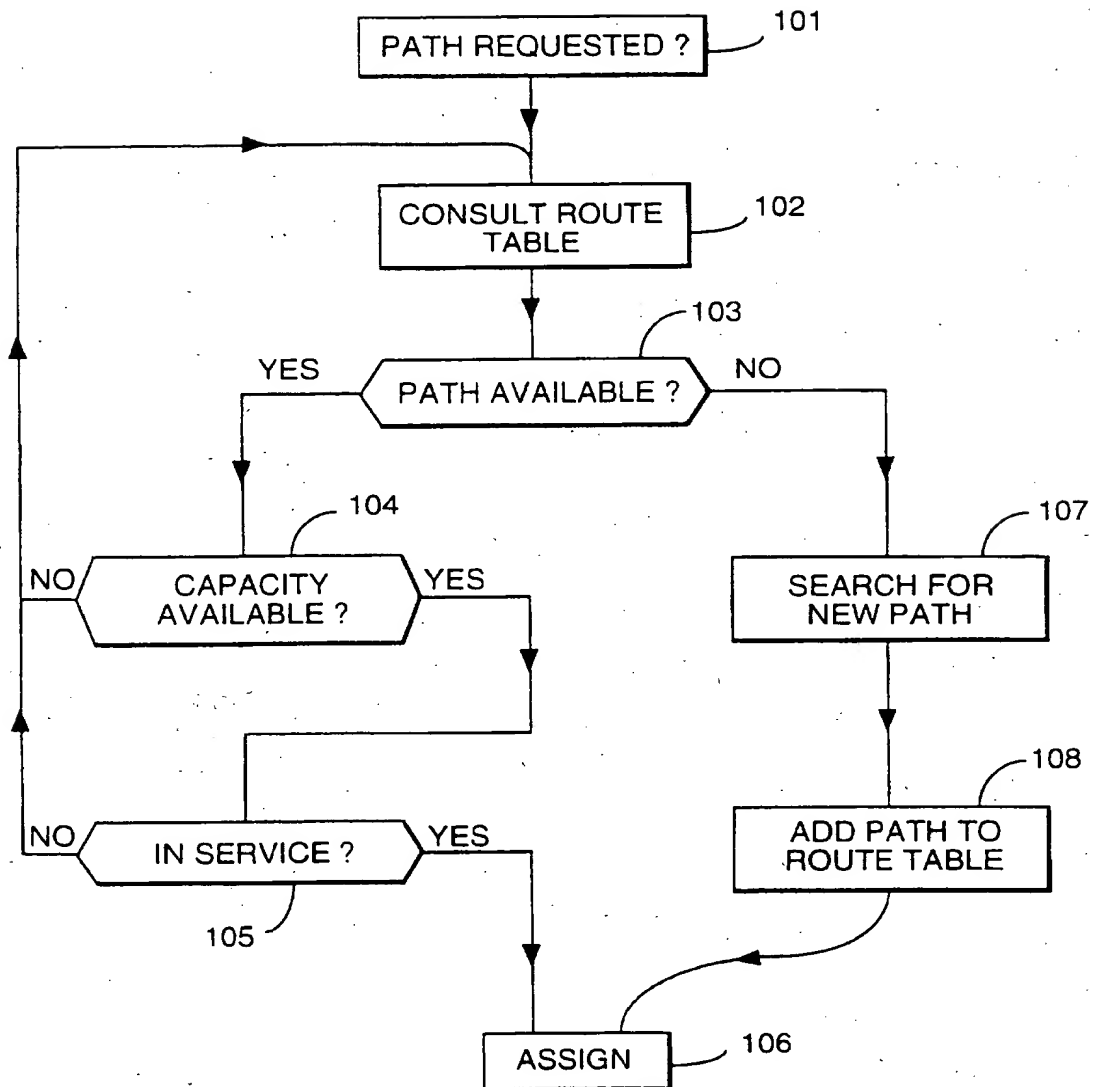 101
PATH REQUESTED ?
CONSULT ROUTE
TABLE
102
103
YES
PATH AVAILABLE ?
NO
104
NO
CAPACITY
AVAILABLE ?
YES
107
SEARCH FOR
NEW PATH
108
NO
IN SERVICE ?
YES
ADD PATH TO
ROUTE TABLE
105
ASSIGN
106